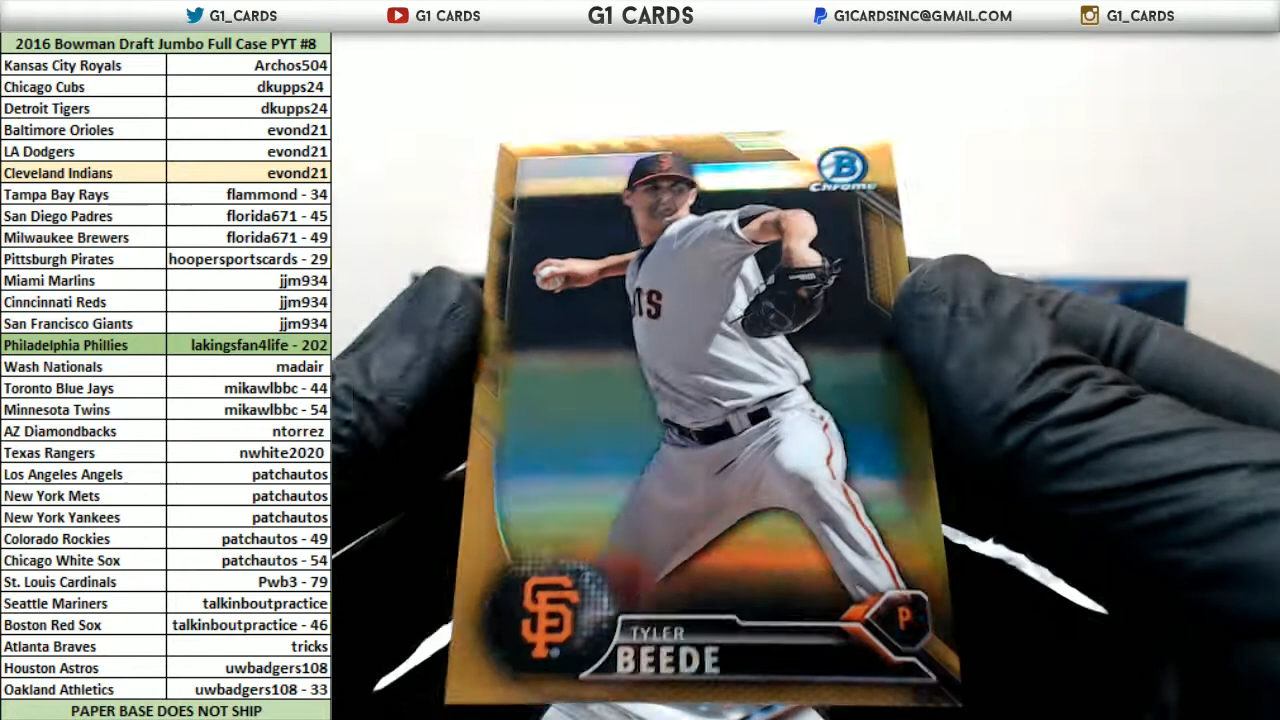 G1_CARDS
G1 CARDS
G1 CARDS
G1CARDSINC@GMAIL.COM
G1_CARDS
2016 Bowman Draft Jumbo Full Case PYT #8
Kansas City Royals Archos504
Chicago Cubs dkupps24
Detroit Tigers dkupps24
Baltimore Orioles evond21
LA Dodgers evond21
Cleveland Indians evond21
Tampa Bay Rays flammond - 34
San Diego Padres florida671 - 45
Milwaukee Brewers florida671 - 49
Pittsburgh Pirates hoopersportscards - 29
Miami Marlins jjm934
Cinncinnati Reds jjm934
San Francisco Giants jjm934
Philadelphia Phillies lakingsfan4life - 202
Wash Nationals madair
Toronto Blue Jays mikawlbbc - 44
Minnesota Twins mikawlbbc - 54
AZ Diamondbacks ntorrez
Texas Rangers nwhite2020
Los Angeles Angels patchautos
New York Mets patchautos
New York Yankees patchautos
Colorado Rockies patchautos - 49
Chicago White Sox patchautos - 54
St. Louis Cardinals Pwb3 - 79
Seattle Mariners talkinboutpractice
Boston Red Sox talkinboutpractice - 46
Atlanta Braves tricks
Houston Astros uwbadgers108
Oakland Athletics uwbadgers108 - 33
PAPER BASE DOES NOT SHIP
B
Chrome
SF
NTS
SF
P
TYLER
BEEDE